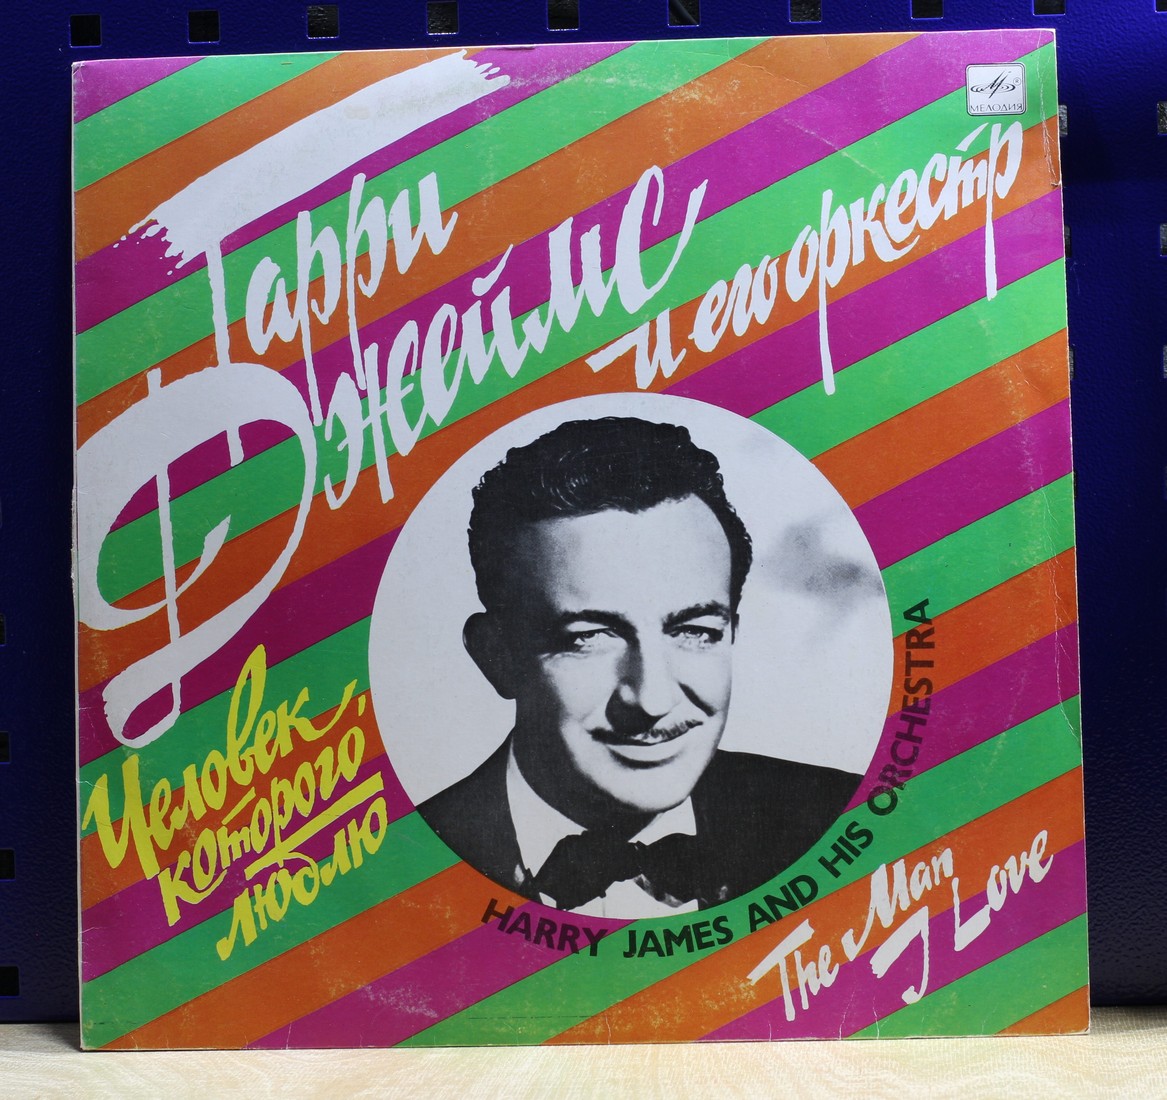 МЕЛОДИЯ
Гарри
Джеймс
и его оркестр
Человек,
которого
люблю
HARRY JAMES AND HIS ORCHESTRA
The Man
I Love